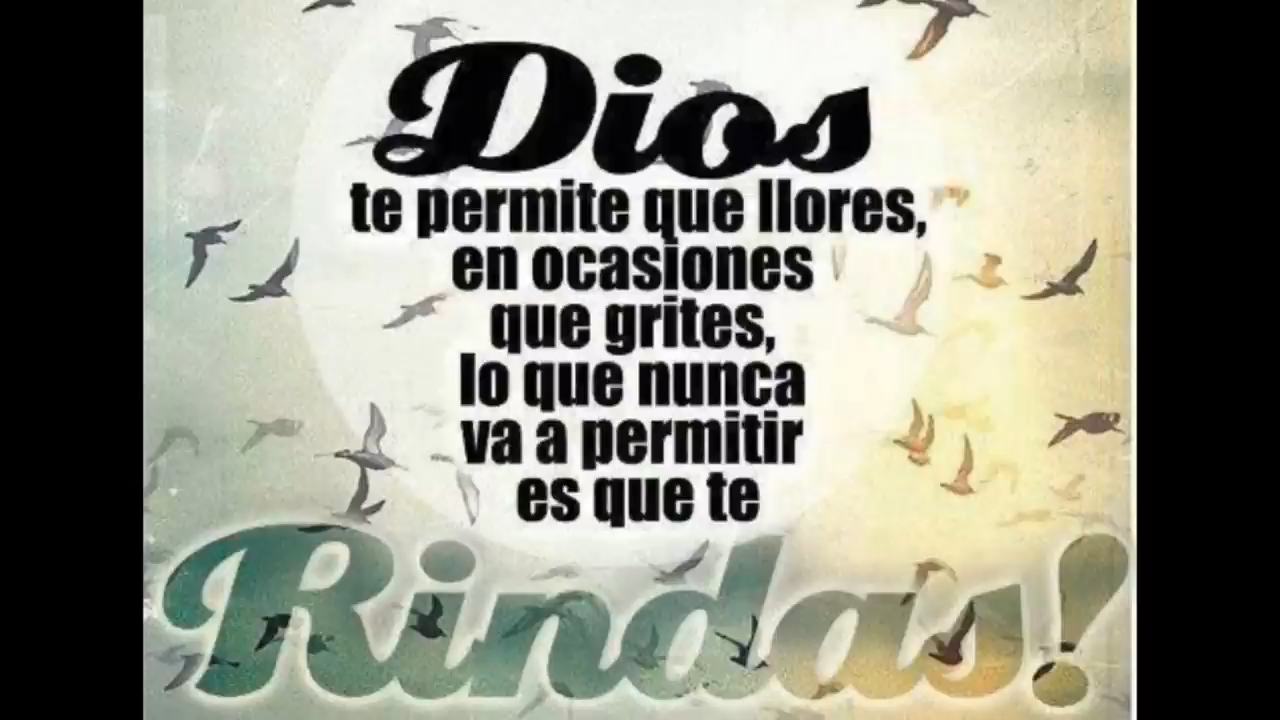 Dios
te permite que llores,
en ocasiones
que grites,
lo que nunca
va a permitir
es que te
Rindas!